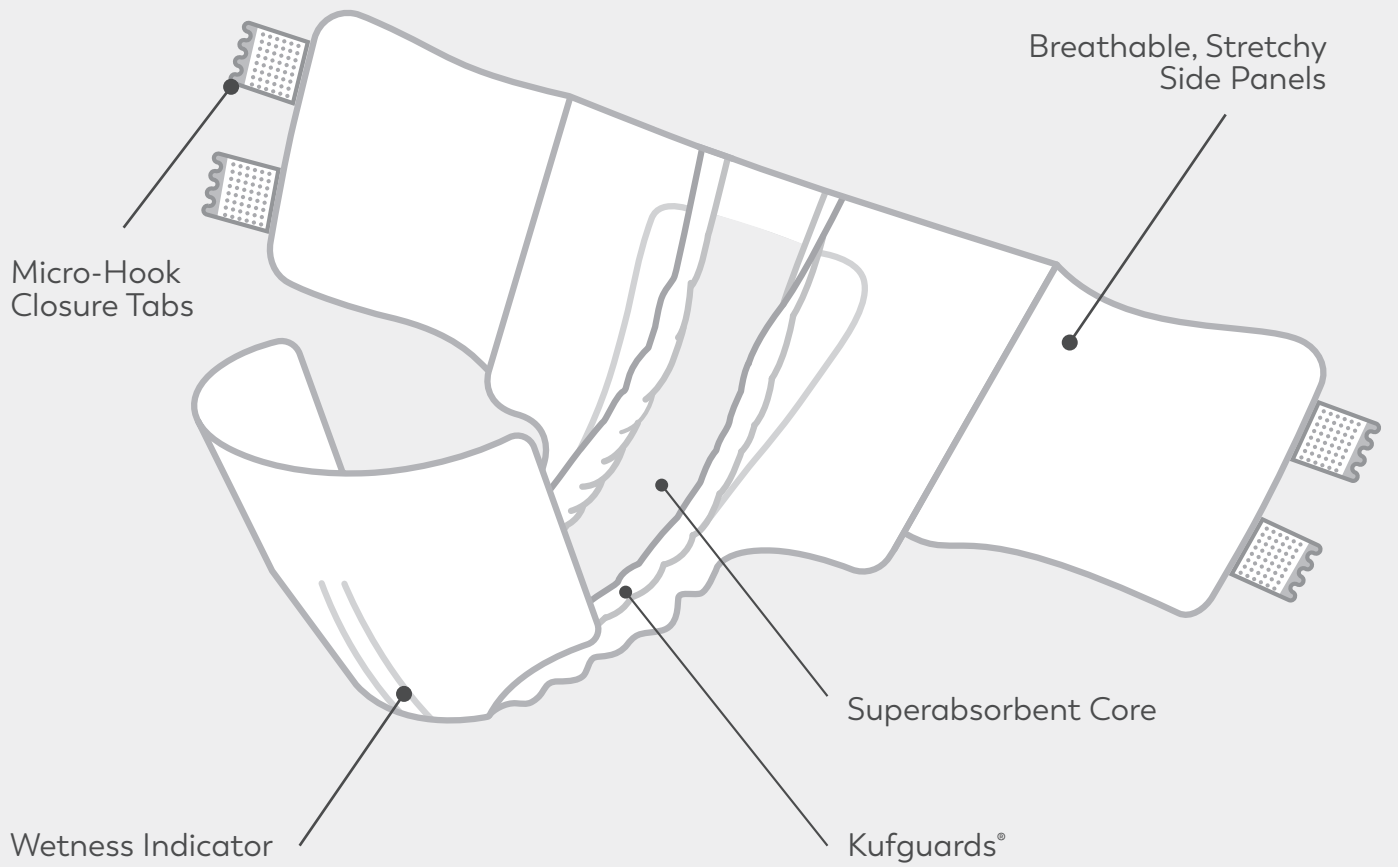 Breathable, Stretchy
Side Panels
Micro-Hook
Closure Tabs
Superabsorbent Core
Wetness Indicator
Kufguards®